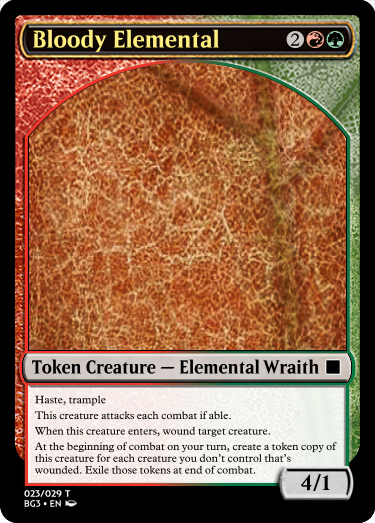 Bloody Elemental 2
Token Creature — Elemental Wraith
Haste, trample
This creature attacks each combat if able.
When this creature enters, wound target creature.
At the beginning of combat on your turn, create a token copy of
this creature for each creature you don't control that's
wounded. Exile those tokens at end of combat.
4/1
023/029 T
BG3 • EN